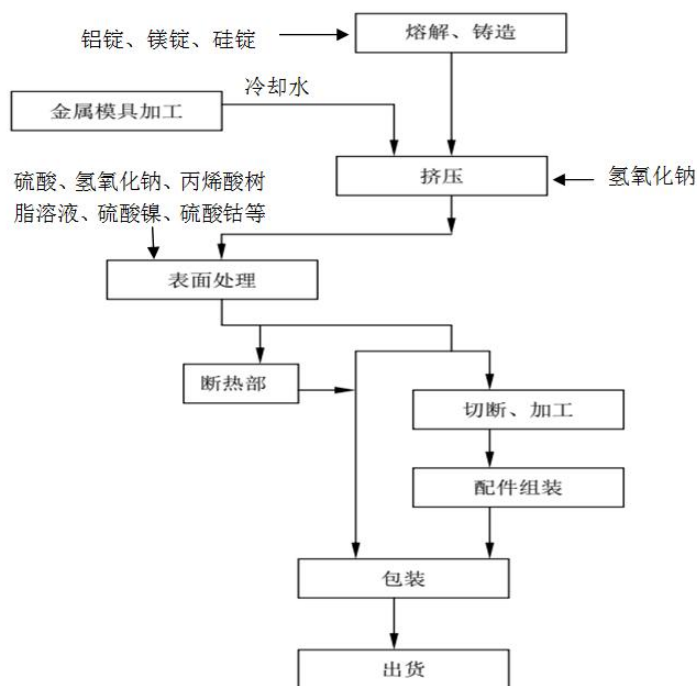 铝锭、镁锭、硅锭
熔解、铸造
冷却水
金属模具加工
挤压
氢氧化钠
硫酸、氢氧化钠、丙烯酸树
脂溶液、硫酸镍、硫酸钴等
表面处理
断热部
切断、加工
配件组装
包装
出货